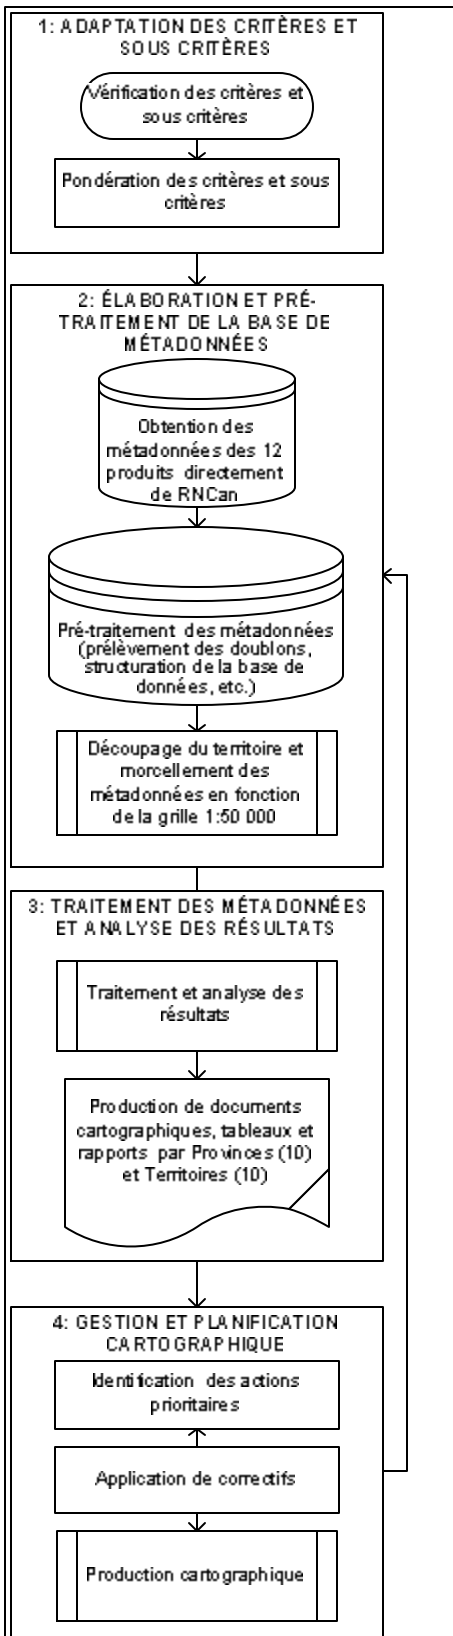 1: ADAPTATION DES CRITÈRES ET
SOUS CRITÈRES
Vérification des critères et
sous critères
Pondération des critères et sous
critères
2: ÉLABORATION ET PRÉ-
TRAITEMENT DE LA BASE DE
MÉTADONNÉES
Obtention des
métadonnées des 12
produits directement
de RNCan
Pré-traitement des métadonnées
(prélèvement des doublons,
structuration de la base de
données, etc.)
Découpage du territoire et
morcellement des
métadonnées en fonction
de la grille 1:50 000
3: TRAITEMENT DES MÉTADONNÉES
ET ANALYSE DES RÉSULTATS
Traitement et analyse des
résultats
Production de documents
cartographiques, tableaux et
rapports par Provinces (10)
et Territoires (10)
4: GESTION ET PLANIFICATION
CARTOGRAPHIQUE
Identification des actions
prioritaires
Application de correctifs
Production cartographique